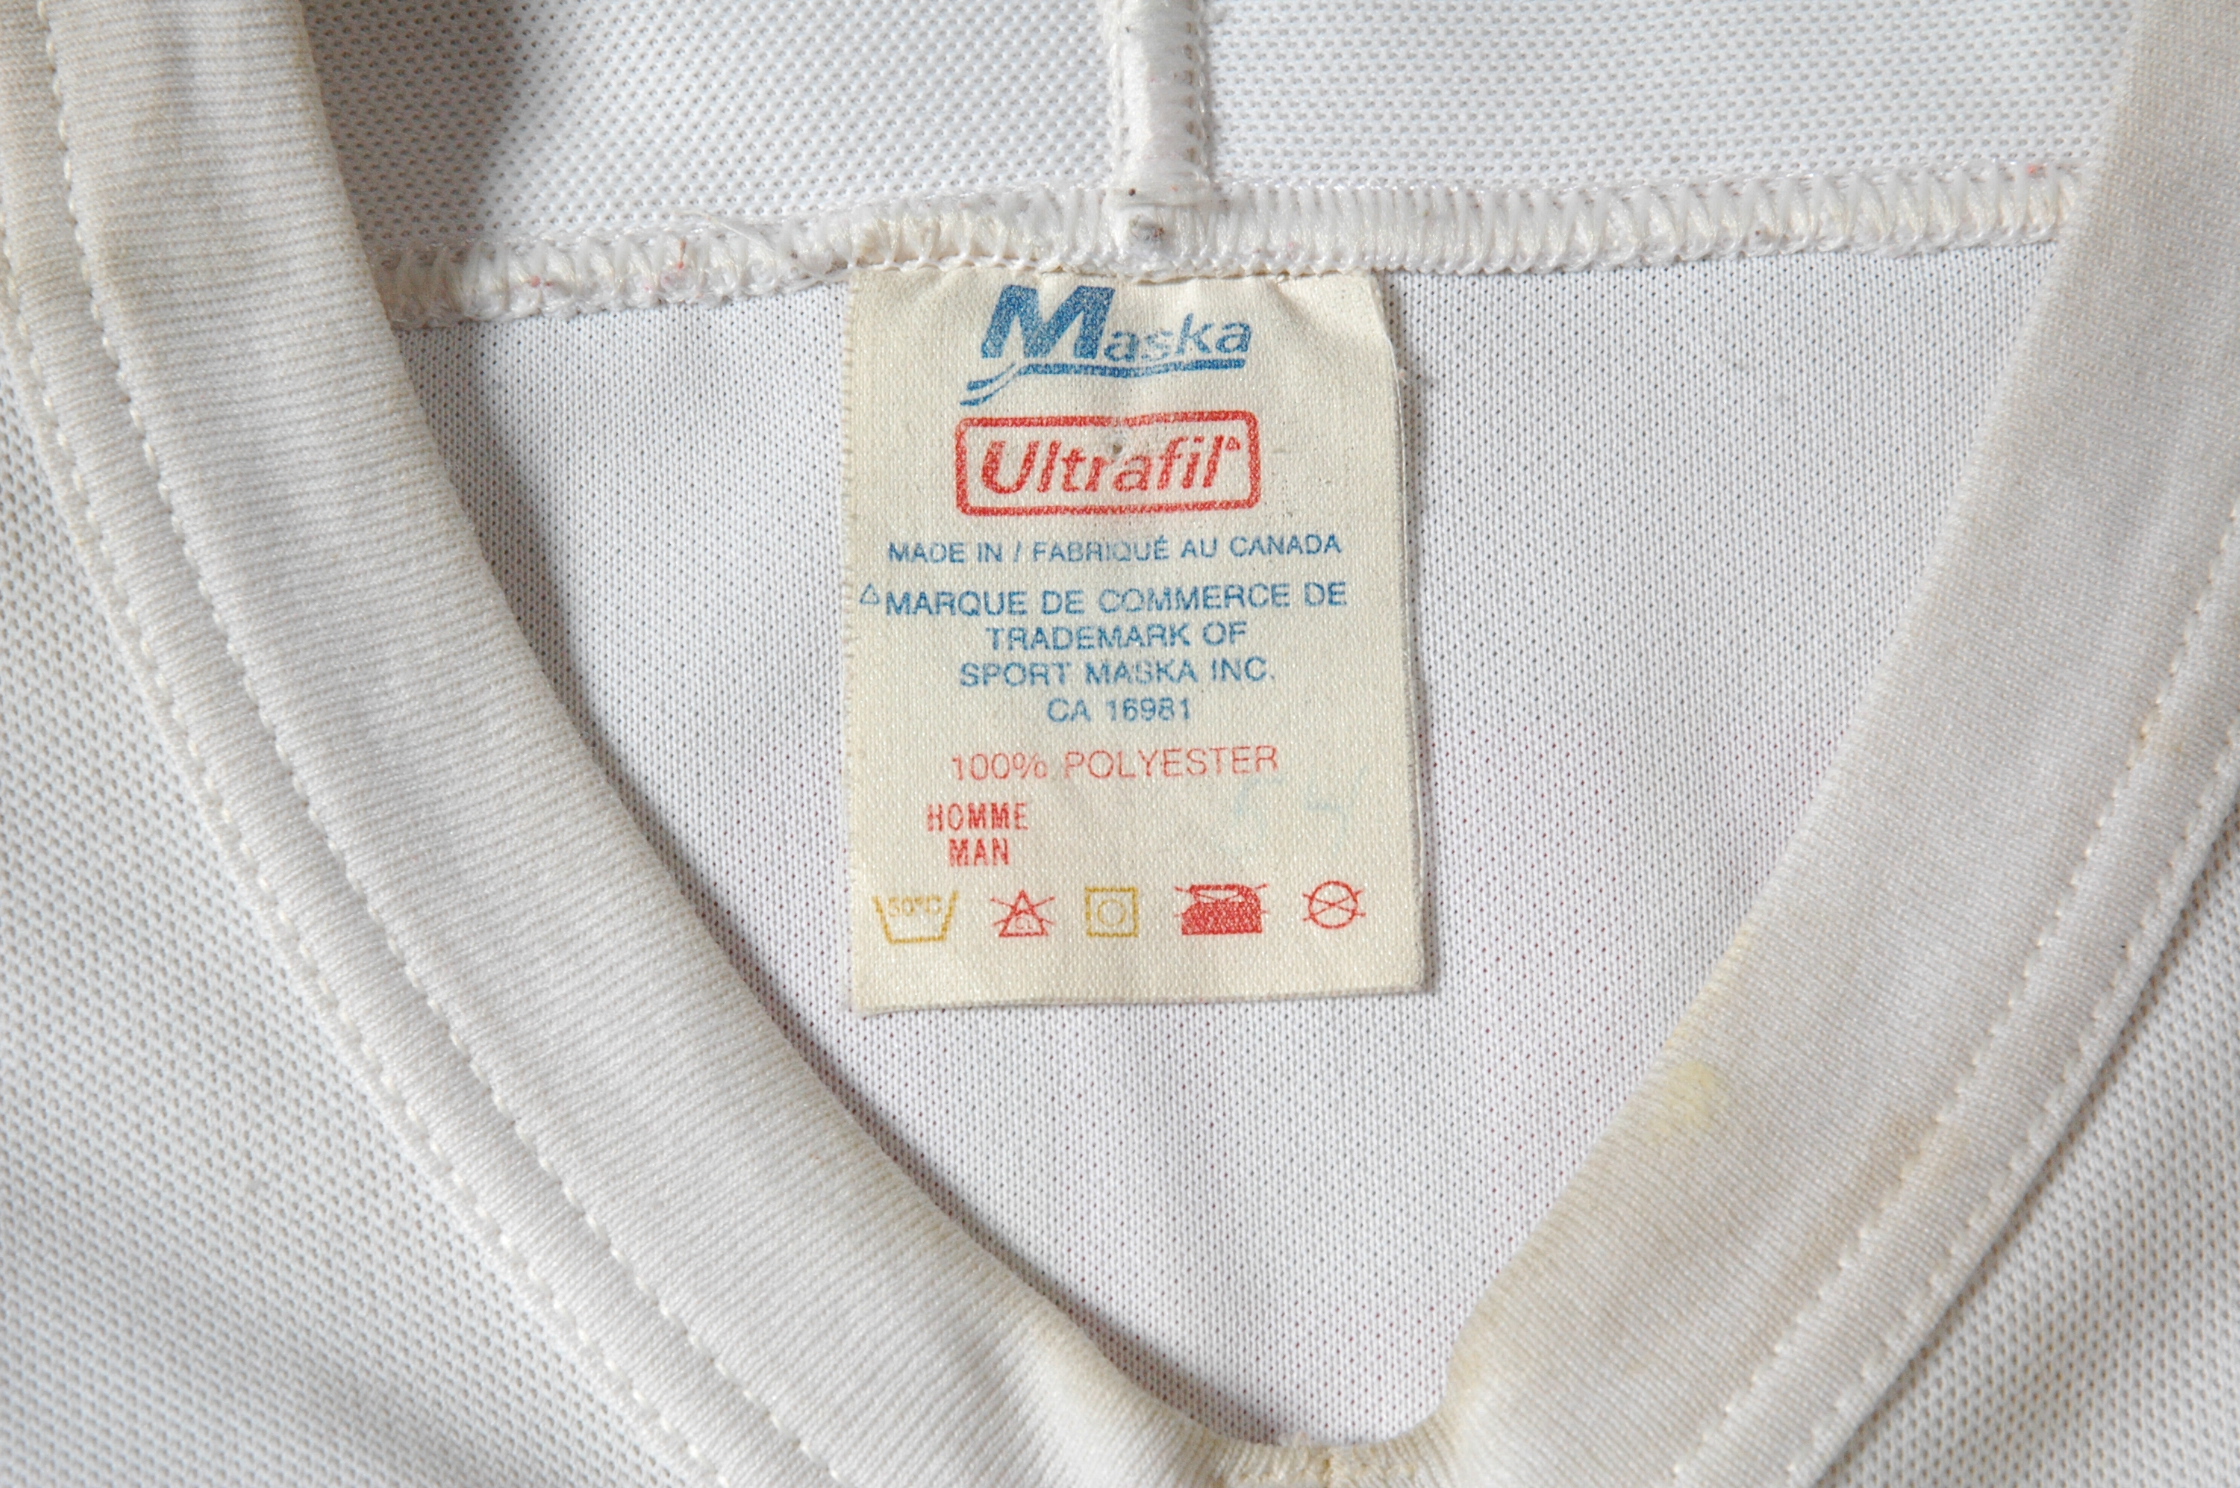 Maska
Ultrafil
MADE IN / FABRIQUÉ AU CANADA
△MARQUE DE COMMERCE DE
TRADEMARK OF
SPORT MASKA INC.
CA 16981
100% POLYESTER
HOMME
MAN
50°C